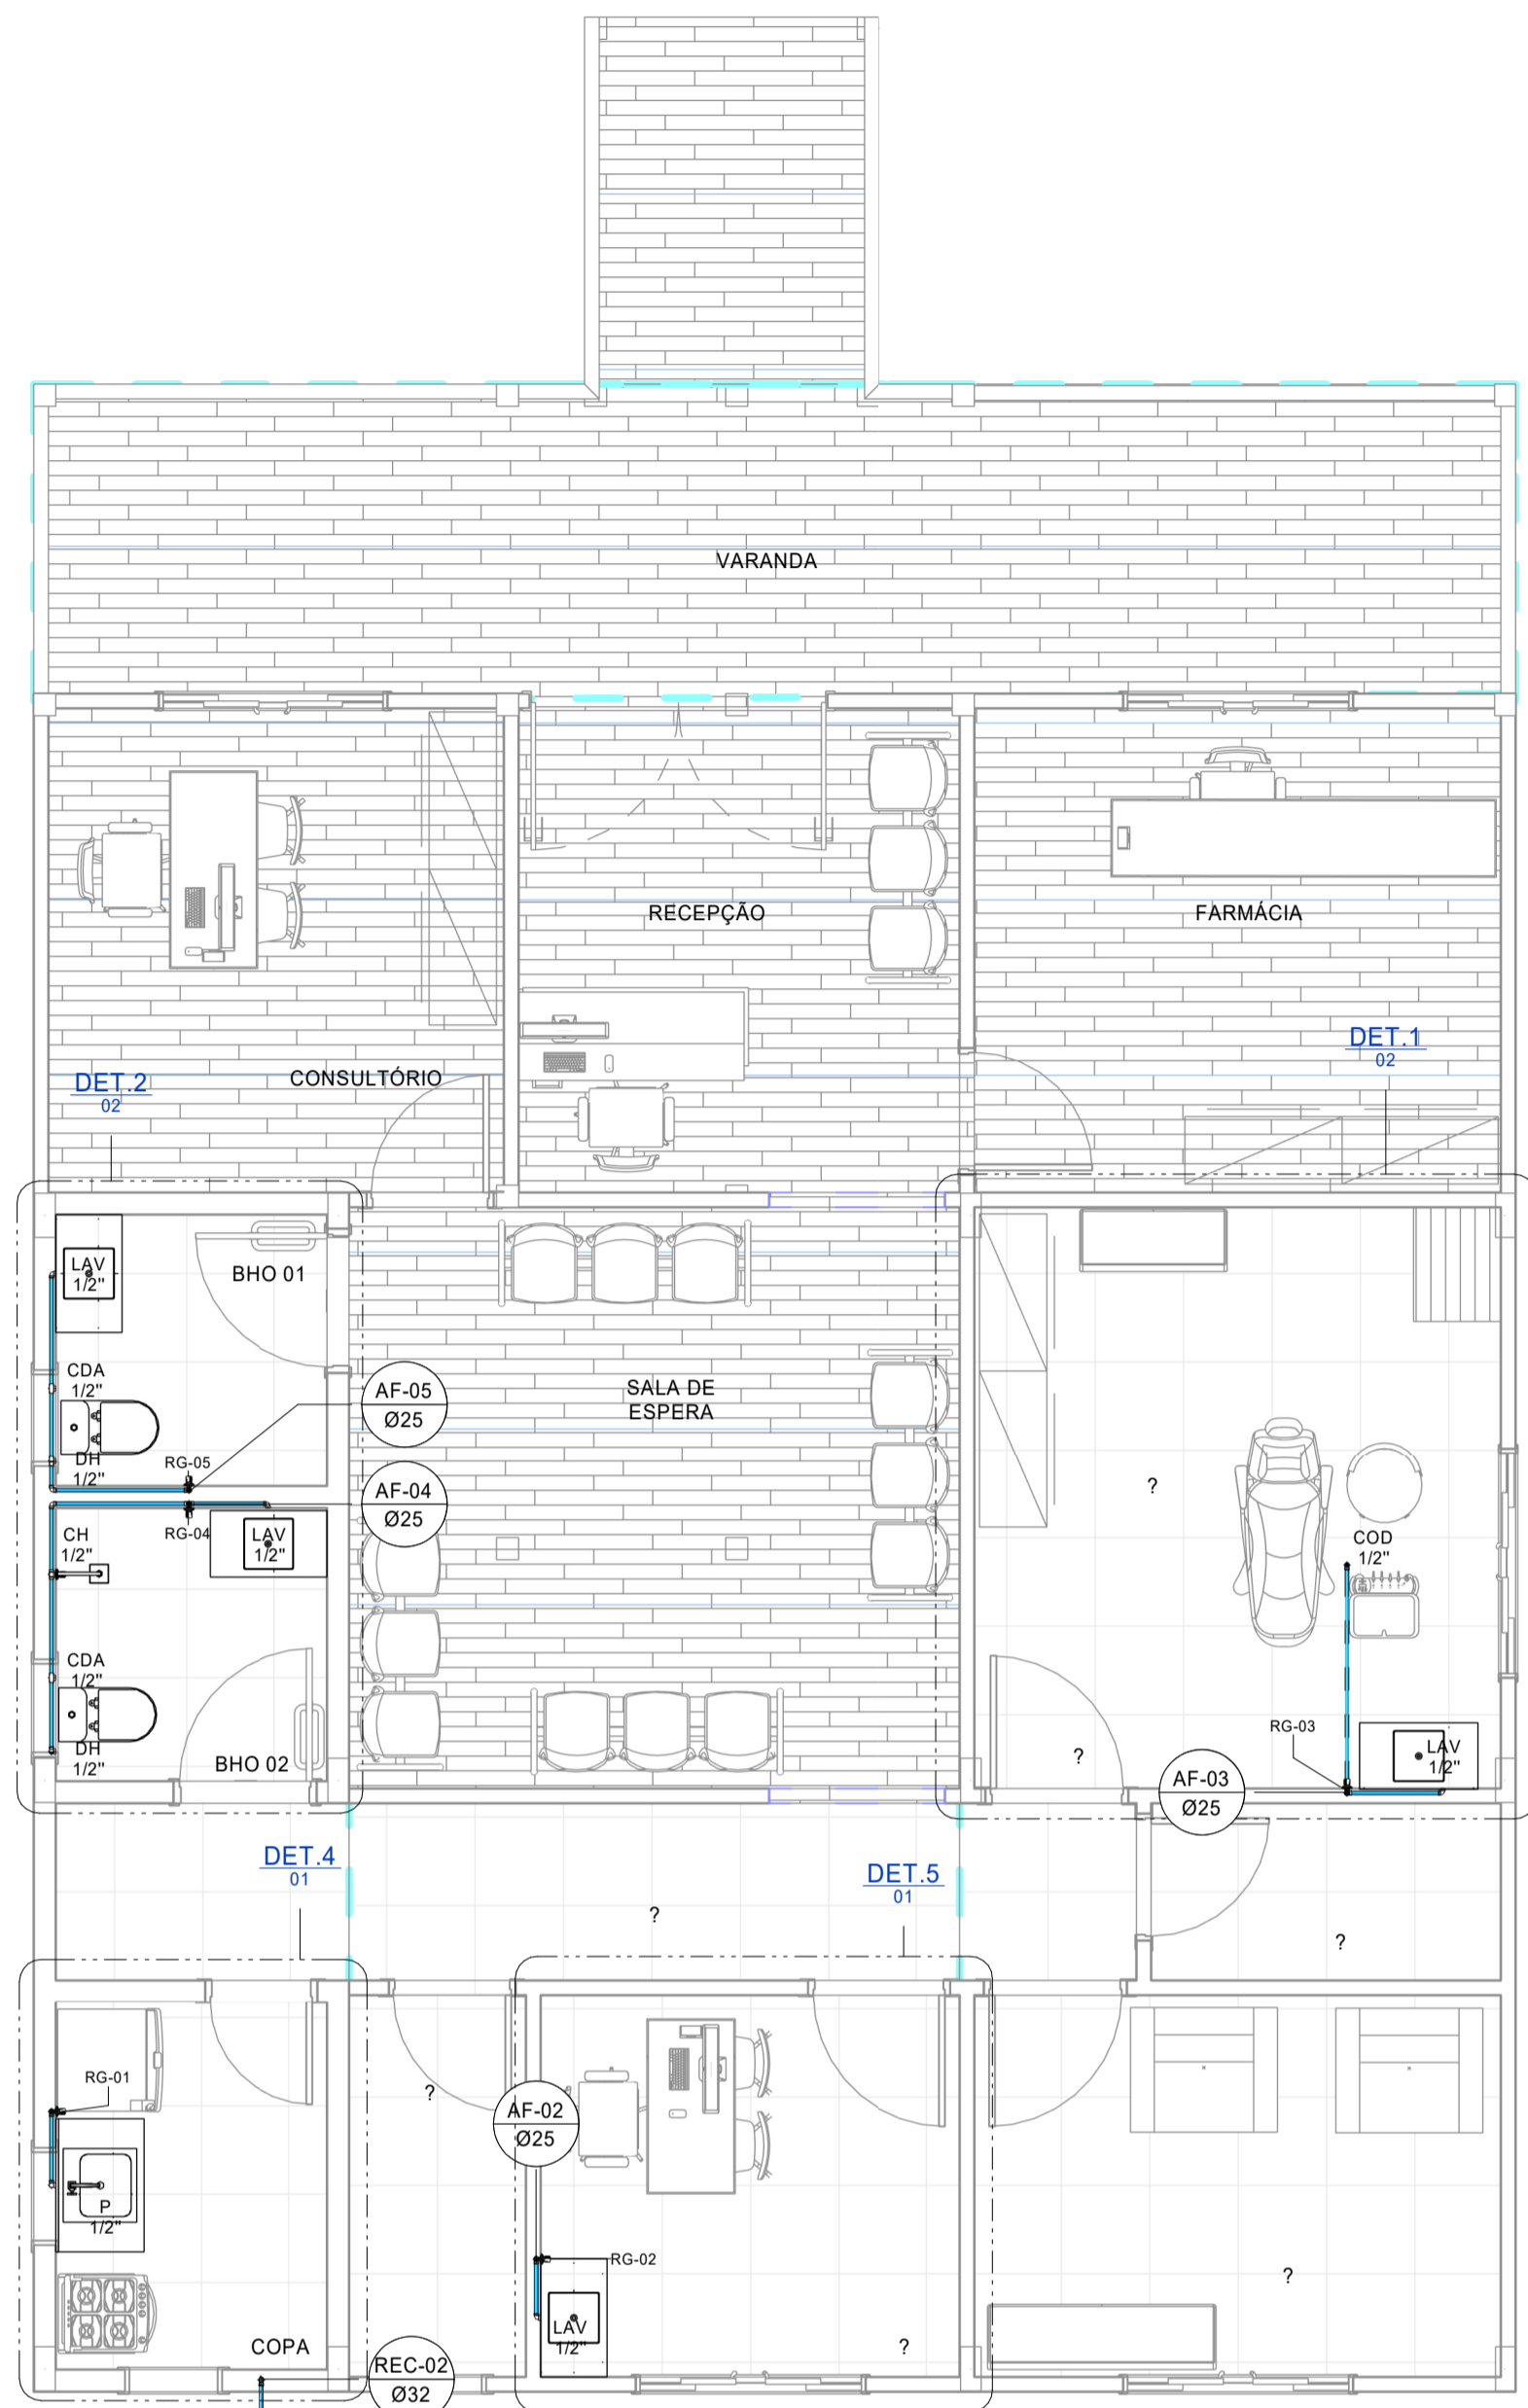 VARANDA
RECEPÇÃO
FARMÁCIA
DET.1
02
CONSULTÓRIO
DET.2
02
LAV
1/2"
BHO 01
CDA
1/2"
AF-05
Ø25
SALA DE
ESPERA
DH
1/2"
RG-05
?
AF-04
Ø25
RG-04
CH
1/2"
LAV
1/2"
COD
1/2"
CDA
1/2"
DH
1/2"
BHO 02
RG-03
?
LAV
1/2"
AF-03
Ø25
DET.4
01
DET.5
01
?
?
RG-01
?
AF-02
Ø25
P
1/2"
RG-02
?
LAV
1/2"
COPA
?
REC-02
Ø32